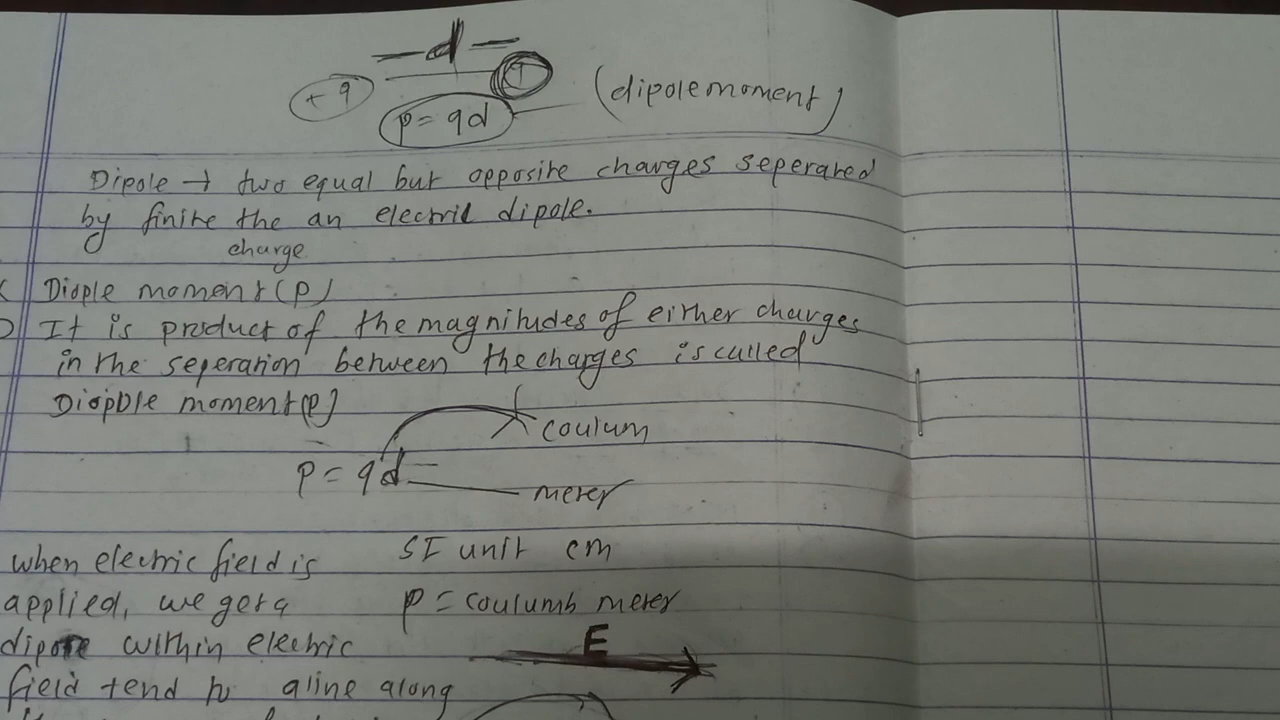 -d-
+q
p = qd
(dipole moment)
Dipole → two equal but opposite charges seperated
by finite the an electric dipole.
charge
Diople moment (p)
It is product of the magnitudes of either charges
in the seperation between the charges is called
Diopble moment (p)
coulum
p = qd
meter
when electric field is
SI unit cm
applied, we get a
p = coulumb meter
dipore within electric
E
field tend to aline along